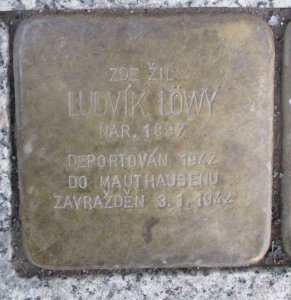 ZDE ŽIL
LUDVÍK LÖWY
NAR. 1897
DEPORTOVÁN 1942
DO MAUTHAUSENU
ZAVRAŽDĚN 3.1.1942